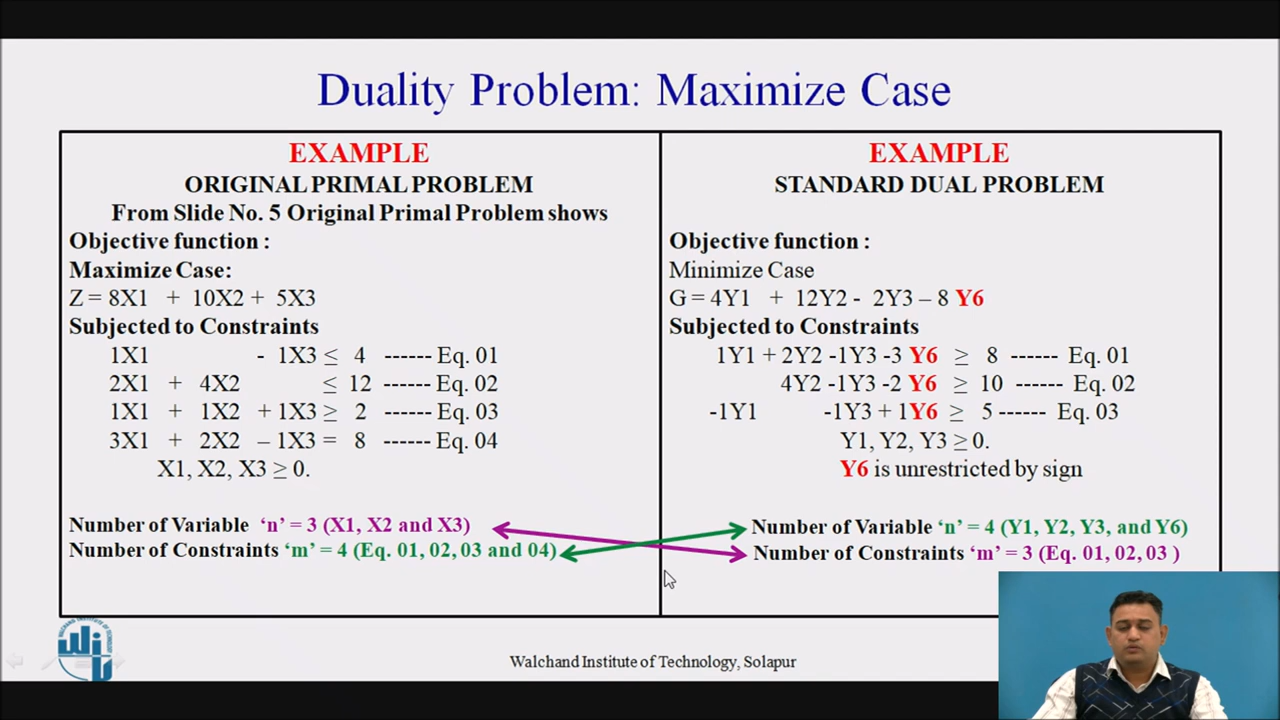 Duality Problem: Maximize Case
EXAMPLE
ORIGINAL PRIMAL PROBLEM
From Slide No. 5 Original Primal Problem shows
Objective function :
Maximize Case:
Z = 8X1 + 10X2 + 5X3
Subjected to Constraints
1X1 - 1X3 ≤ 4 ------ Eq. 01
2X1 + 4X2 ≤ 12 ------ Eq. 02
1X1 + 1X2 + 1X3 ≥ 2 ------ Eq. 03
3X1 + 2X2 – 1X3 = 8 ------ Eq. 04
X1, X2, X3 ≥ 0.
Number of Variable ‘n’ = 3 (X1, X2 and X3)
Number of Constraints ‘m’ = 4 (Eq. 01, 02, 03 and 04)
EXAMPLE
STANDARD DUAL PROBLEM
Objective function :
Minimize Case
G = 4Y1 + 12Y2 - 2Y3 – 8 Y6
Subjected to Constraints
1Y1 + 2Y2 -1Y3 -3 Y6 ≥ 8 ------ Eq. 01
4Y2 -1Y3 -2 Y6 ≥ 10 ------ Eq. 02
-1Y1 -1Y3 + 1Y6 ≥ 5 ------ Eq. 03
Y1, Y2, Y3 ≥ 0.
Y6 is unrestricted by sign
Number of Variable ‘n’ = 4 (Y1, Y2, Y3, and Y6)
Number of Constraints ‘m’ = 3 (Eq. 01, 02, 03 )
Walchand Institute of Technology, Solapur